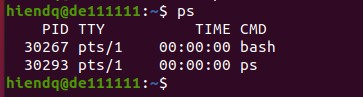 hiendq@de111111:~$ ps
    PID TTY          TIME CMD
  30267 pts/1    00:00:00 bash
  30293 pts/1    00:00:00 ps
hiendq@de111111:~$